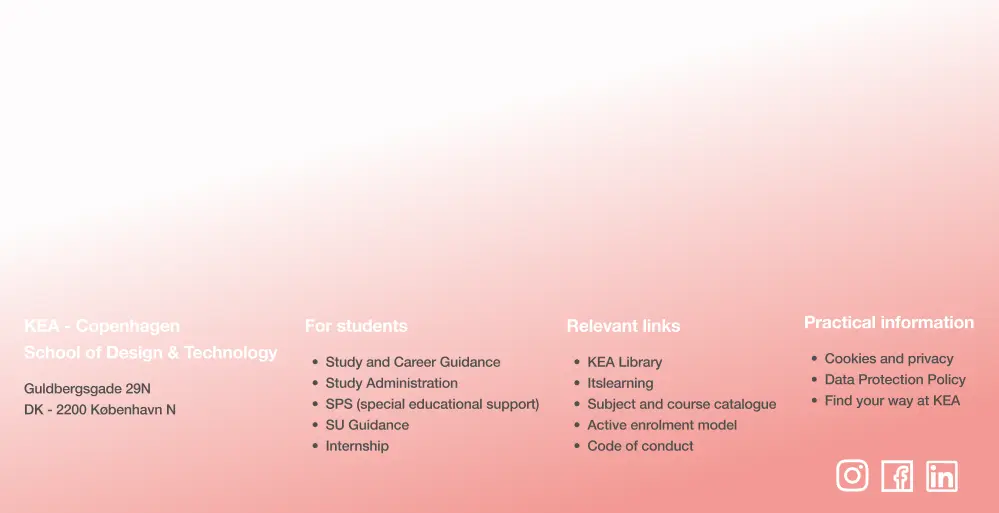 KEA - Copenhagen
School of Design & Technology
Guldbergsgade 29N
DK - 2200 København N
For students
• Study and Career Guidance
• Study Administration
• SPS (special educational support)
• SU Guidance
• Internship
Relevant links
• KEA Library
• Itslearning
• Subject and course catalogue
• Active enrolment model
• Code of conduct
Practical information
• Cookies and privacy
• Data Protection Policy
• Find your way at KEA